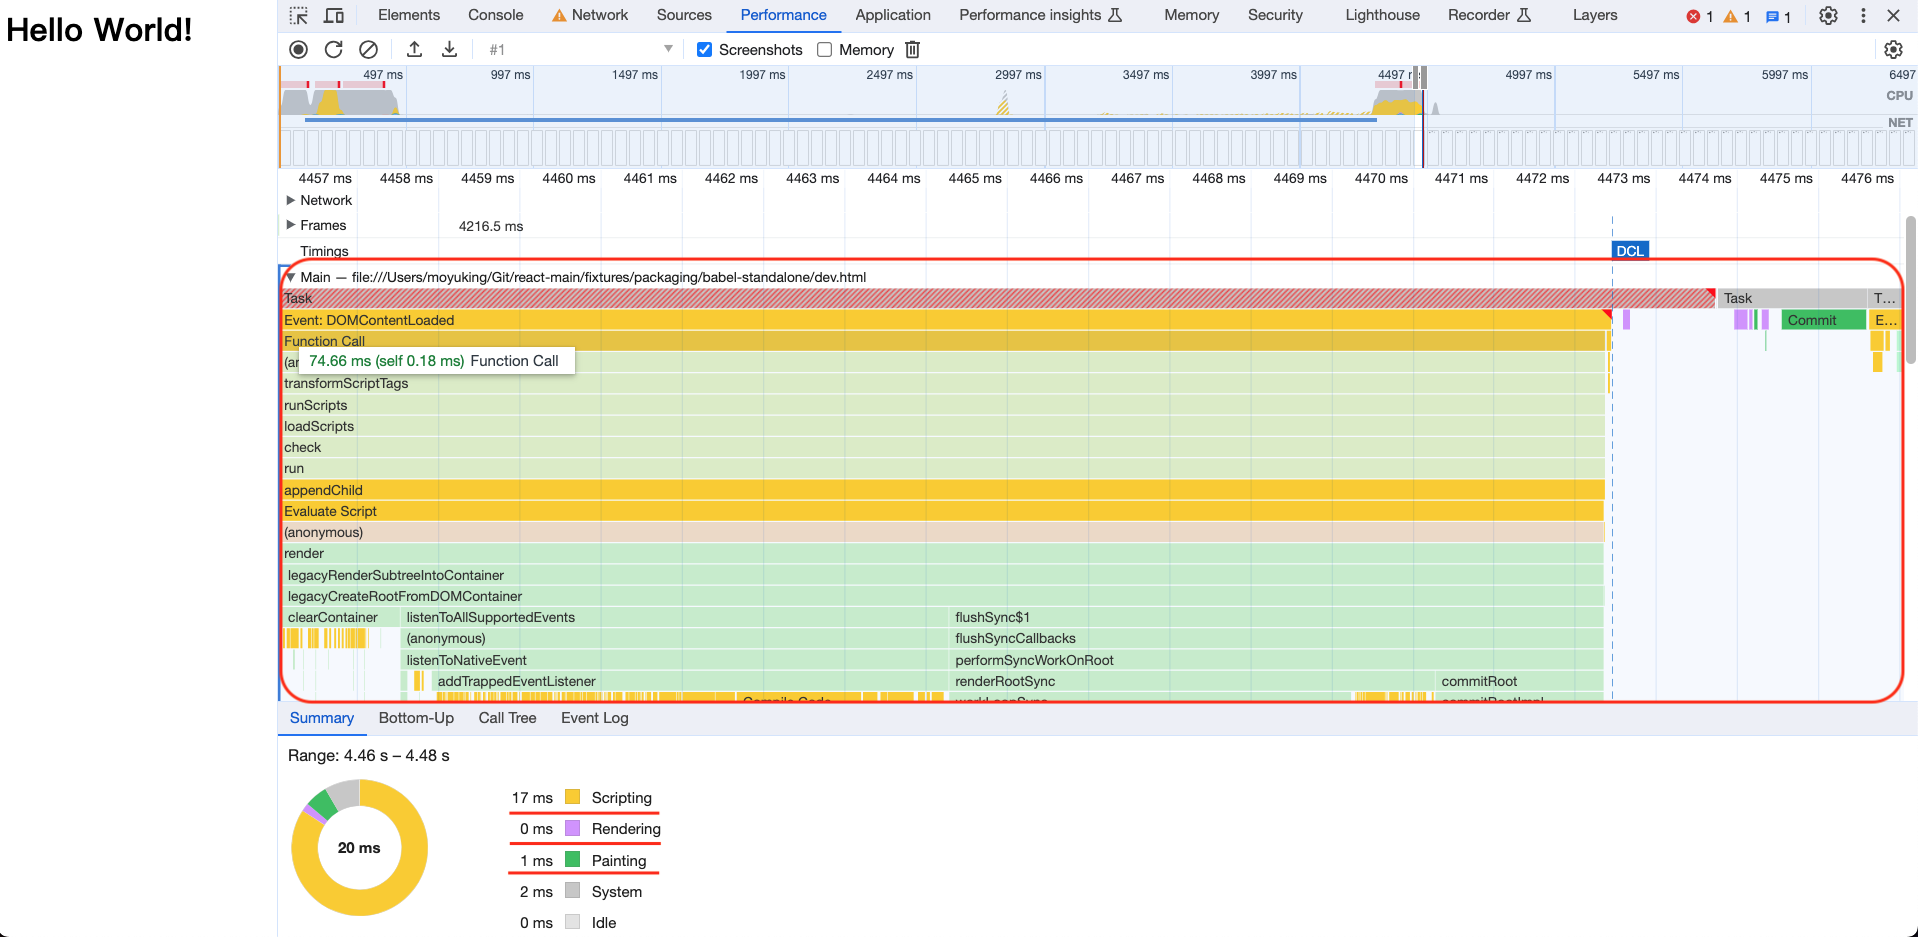 Hello World!
Elements Console Network Sources Performance Application Performance insights Memory Security Lighthouse Recorder Layers 1 1 1
#1 Screenshots Memory
497 ms 997 ms 1497 ms 1997 ms 2497 ms 2997 ms 3497 ms 3997 ms 4497 4997 ms 5497 ms 5997 ms 6497
CPU
NET
4457 ms 4458 ms 4459 ms 4460 ms 4461 ms 4462 ms 4463 ms 4464 ms 4465 ms 4466 ms 4467 ms 4468 ms 4469 ms 4470 ms 4471 ms 4472 ms 4473 ms 4474 ms 4475 ms 4476 ms
Network
Frames 4216.5 ms
Timings DCL
Main — file:///Users/moyuking/Git/react-main/fixtures/packaging/babel-standalone/dev.html
Task Task T...
Event: DOMContentLoaded Commit E...
Function Call
(ar 74.66 ms (self 0.18 ms) Function Call
transformScriptTags
runScripts
loadScripts
check
run
appendChild
Evaluate Script
(anonymous)
render
legacyRenderSubtreeIntoContainer
legacyCreateRootFromDOMContainer
clearContainer listenToAllSupportedEvents flushSync$1
(anonymous) flushSyncCallbacks
listenToNativeEvent performSyncWorkOnRoot
addTrappedEventListener renderRootSync commitRoot
Compile Code workLoopSync commitRootImpl
Summary Bottom-Up Call Tree Event Log
Range: 4.46 s – 4.48 s
20 ms
17 ms Scripting
0 ms Rendering
1 ms Painting
2 ms System
0 ms Idle